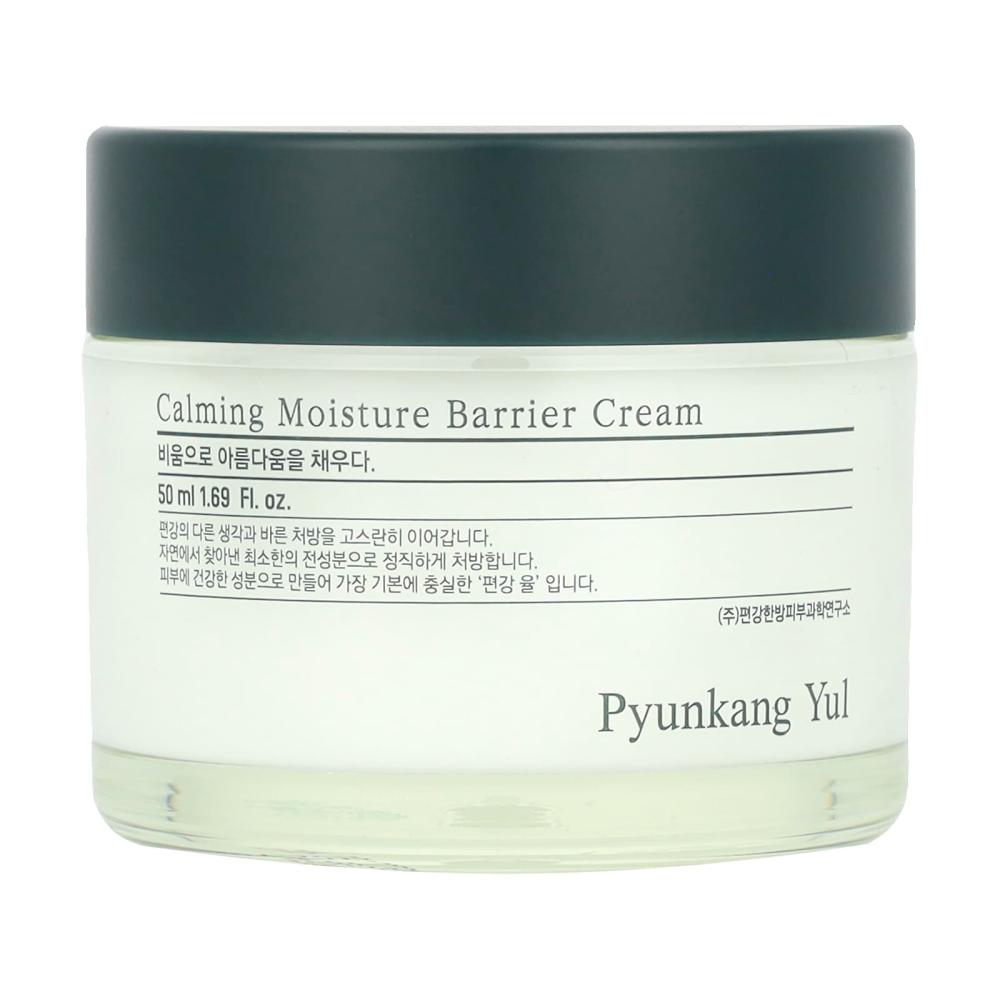 Calming Moisture Barrier Cream
비움으로 아름다움을 채우다.
50 ml 1.69 Fl. oz.
편강의 다른 생각과 바른 처방을 고스란히 이어갑니다.
자연에서 찾아낸 최소한의 전성분으로 정직하게 처방합니다.
피부에 건강한 성분으로 만들어 가장 기본에 충실한 ‘편강 율’ 입니다.
(주)편강한방피부과학연구소
Pyunkang Yul